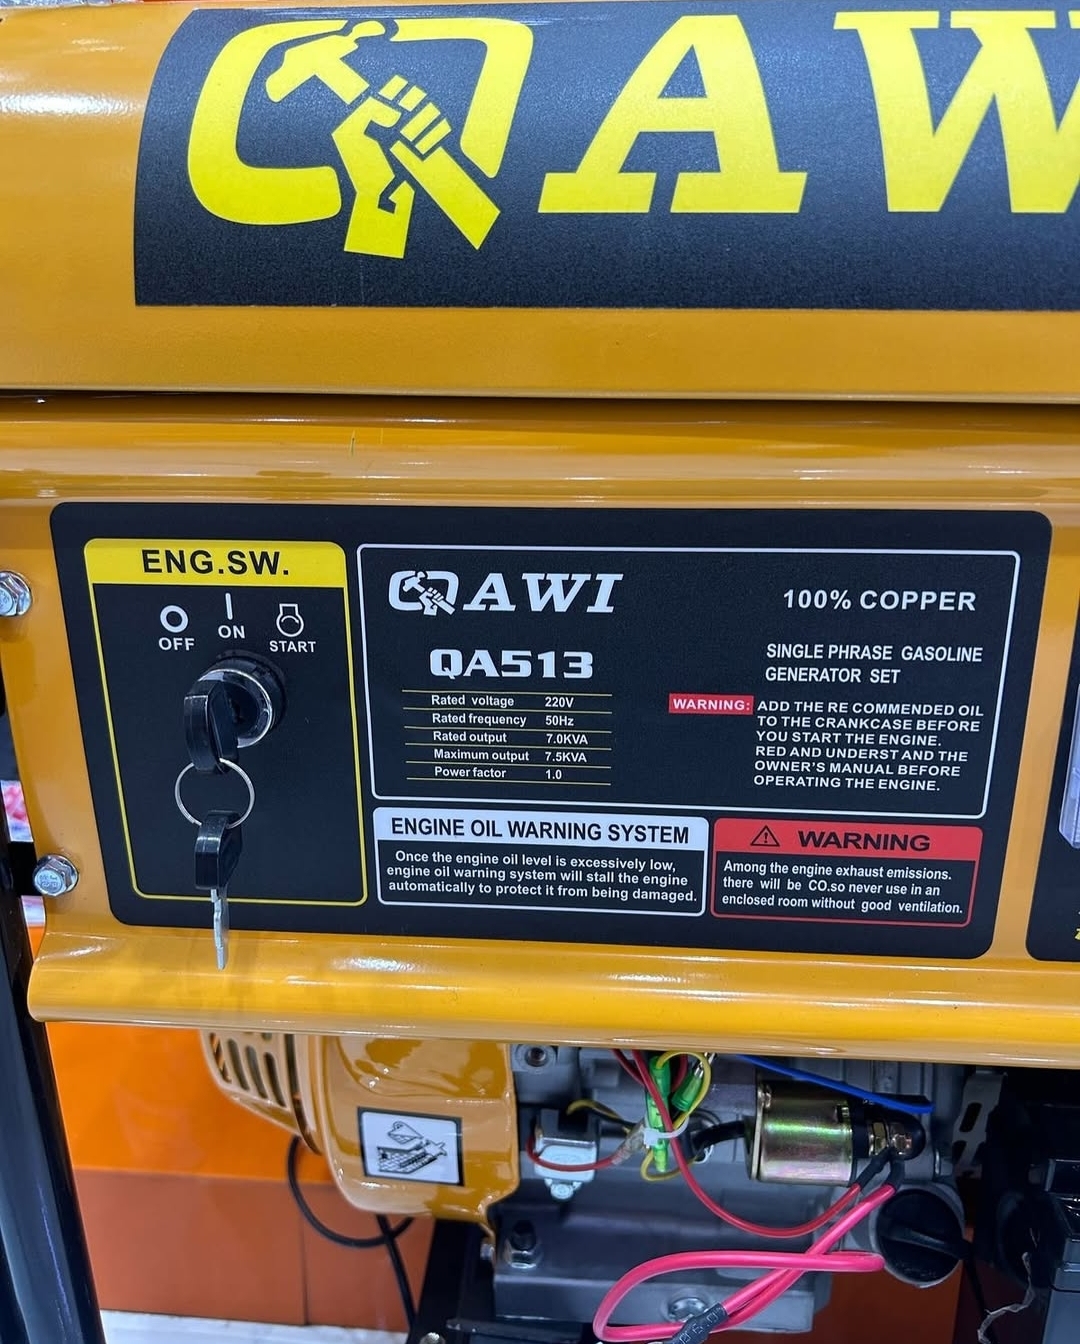 QAW
ENG.SW.
OFF
ON
START
QAWI
100% COPPER
QA513
SINGLE PHRASE GASOLINE
GENERATOR SET
Rated voltage 220V
Rated frequency 50Hz
Rated output 7.0KVA
Maximum output 7.5KVA
Power factor 1.0
WARNING: ADD THE RE COMMENDED OIL
TO THE CRANKCASE BEFORE
YOU START THE ENGINE.
RED AND UNDERST AND THE
OWNER'S MANUAL BEFORE
OPERATING THE ENGINE.
ENGINE OIL WARNING SYSTEM
Once the engine oil level is excessively low,
engine oil warning system will stall the engine
automatically to protect it from being damaged.
WARNING
Among the engine exhaust emissions.
there will be CO.so never use in an
enclosed room without good ventilation.